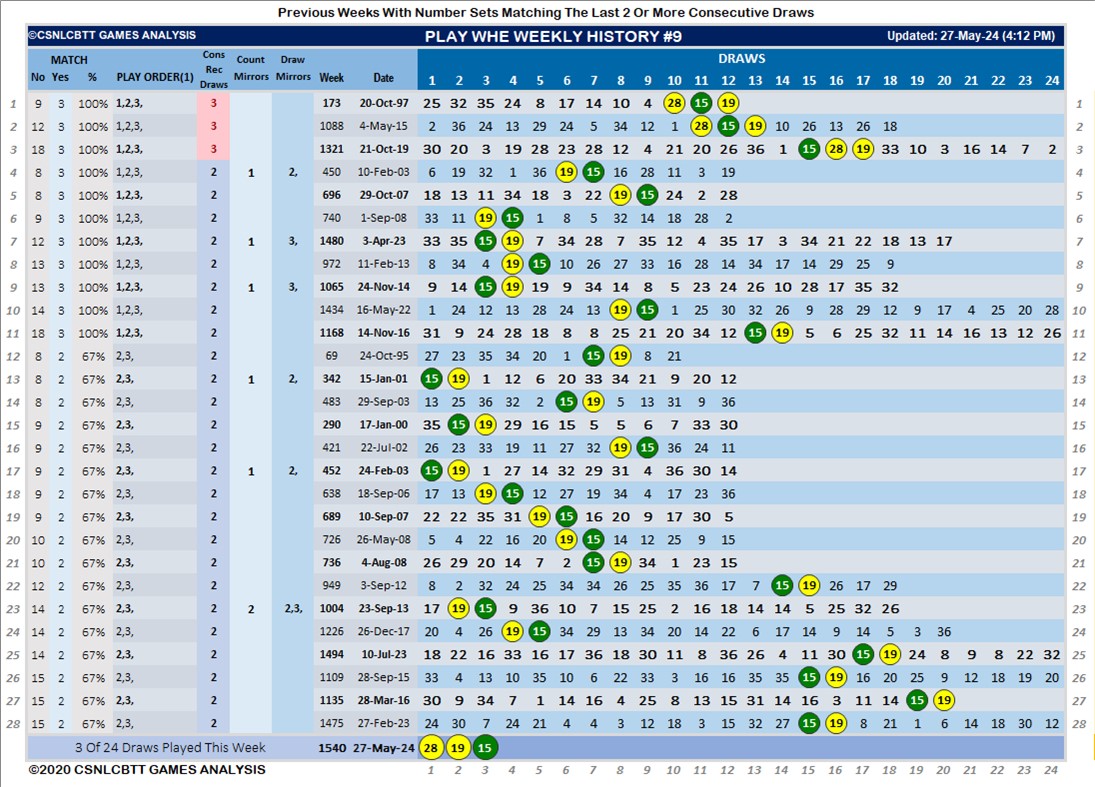 Previous Weeks With Number Sets Matching The Last 2 Or More Consecutive Draws
©CSNLCBTT GAMES ANALYSIS PLAY WHE WEEKLY HISTORY #9 Updated: 27-May-24 (4:12 PM)
MATCH Cons Rec Draws Count Mirrors Draw Mirrors DRAWS
No Yes % PLAY ORDER(1) Week Date 1 2 3 4 5 6 7 8 9 10 11 12 13 14 15 16 17 18 19 20 21 22 23 24
1 9 3 100% 1,2,3, 3 173 20-Oct-97 25 32 35 24 8 17 14 10 4 28 15 19 1
2 12 3 100% 1,2,3, 3 1088 4-May-15 2 36 24 13 29 24 5 34 12 1 28 15 19 10 26 13 26 18 2
3 18 3 100% 1,2,3, 3 1321 21-Oct-19 30 20 3 19 28 23 28 12 4 21 20 26 36 1 15 28 19 33 10 3 16 14 7 2 3
4 8 3 100% 1,2,3, 2 1 2, 450 10-Feb-03 6 19 32 1 36 19 15 16 28 11 3 19 4
5 8 3 100% 1,2,3, 2 696 29-Oct-07 18 13 11 34 18 3 22 19 15 24 2 28 5
6 9 3 100% 1,2,3, 2 740 1-Sep-08 33 11 19 15 1 8 5 32 14 18 28 2 6
7 12 3 100% 1,2,3, 2 1 3, 1480 3-Apr-23 33 35 15 19 7 34 28 7 35 12 4 35 17 3 34 21 22 18 13 17 7
8 13 3 100% 1,2,3, 2 972 11-Feb-13 8 34 4 19 15 10 26 27 33 16 28 14 34 17 14 29 25 9 8
9 13 3 100% 1,2,3, 2 1 3, 1065 24-Nov-14 9 14 15 19 19 9 34 14 8 5 23 24 26 10 28 17 35 32 9
10 14 3 100% 1,2,3, 2 1434 16-May-22 1 24 12 13 28 24 13 19 15 1 25 30 32 26 9 28 29 12 9 17 4 25 20 28 10
11 18 3 100% 1,2,3, 2 1168 14-Nov-16 31 9 24 28 18 8 8 25 21 20 34 12 15 19 5 6 25 32 11 14 16 13 12 26 11
12 8 2 67% 2,3, 2 69 24-Oct-95 27 23 35 34 20 1 15 19 8 21 12
13 8 2 67% 2,3, 2 1 2, 342 15-Jan-01 15 19 1 12 6 20 33 34 21 9 20 12 13
14 8 2 67% 2,3, 2 483 29-Sep-03 13 25 36 32 2 15 19 5 13 31 9 36 14
15 9 2 67% 2,3, 2 290 17-Jan-00 35 15 19 29 16 15 5 5 6 7 33 30 15
16 9 2 67% 2,3, 2 421 22-Jul-02 26 23 33 19 11 27 32 19 15 36 24 11 16
17 9 2 67% 2,3, 2 1 2, 452 24-Feb-03 15 19 1 27 14 32 29 31 4 36 30 14 17
18 9 2 67% 2,3, 2 638 18-Sep-06 17 13 19 15 12 27 19 34 4 17 23 36 18
19 9 2 67% 2,3, 2 689 10-Sep-07 22 22 35 31 19 15 16 20 9 17 30 5 19
20 10 2 67% 2,3, 2 726 26-May-08 5 4 22 16 20 19 15 14 12 25 9 15 20
21 10 2 67% 2,3, 2 736 4-Aug-08 26 29 20 14 7 2 15 19 34 1 23 15 21
22 12 2 67% 2,3, 2 949 3-Sep-12 8 2 32 24 25 34 34 26 25 35 36 17 7 15 19 26 17 29 22
23 14 2 67% 2,3, 2 2 2,3, 1004 23-Sep-13 17 19 15 9 36 10 7 15 25 2 16 18 14 14 5 25 32 26 23
24 14 2 67% 2,3, 2 1226 26-Dec-17 20 4 26 19 15 34 29 13 34 20 14 22 6 17 14 9 14 5 3 36 24
25 14 2 67% 2,3, 2 1494 10-Jul-23 18 22 16 33 16 17 36 18 30 11 8 36 26 4 11 30 15 19 24 8 9 8 22 32 25
26 15 2 67% 2,3, 2 1109 28-Sep-15 33 4 13 10 35 10 6 22 33 3 16 16 35 35 15 19 16 20 25 9 12 18 19 20 26
27 15 2 67% 2,3, 2 1135 28-Mar-16 30 9 34 7 1 14 16 4 25 8 13 15 31 14 16 3 11 14 15 19 27
28 15 2 67% 2,3, 2 1475 27-Feb-23 24 30 7 24 21 4 4 3 12 18 3 15 32 27 15 19 8 21 1 6 14 18 30 12 28
3 Of 24 Draws Played This Week 1540 27-May-24 28 19 15
©2020 CSNLCBTT GAMES ANALYSIS 1 2 3 4 5 6 7 8 9 10 11 12 13 14 15 16 17 18 19 20 21 22 23 24